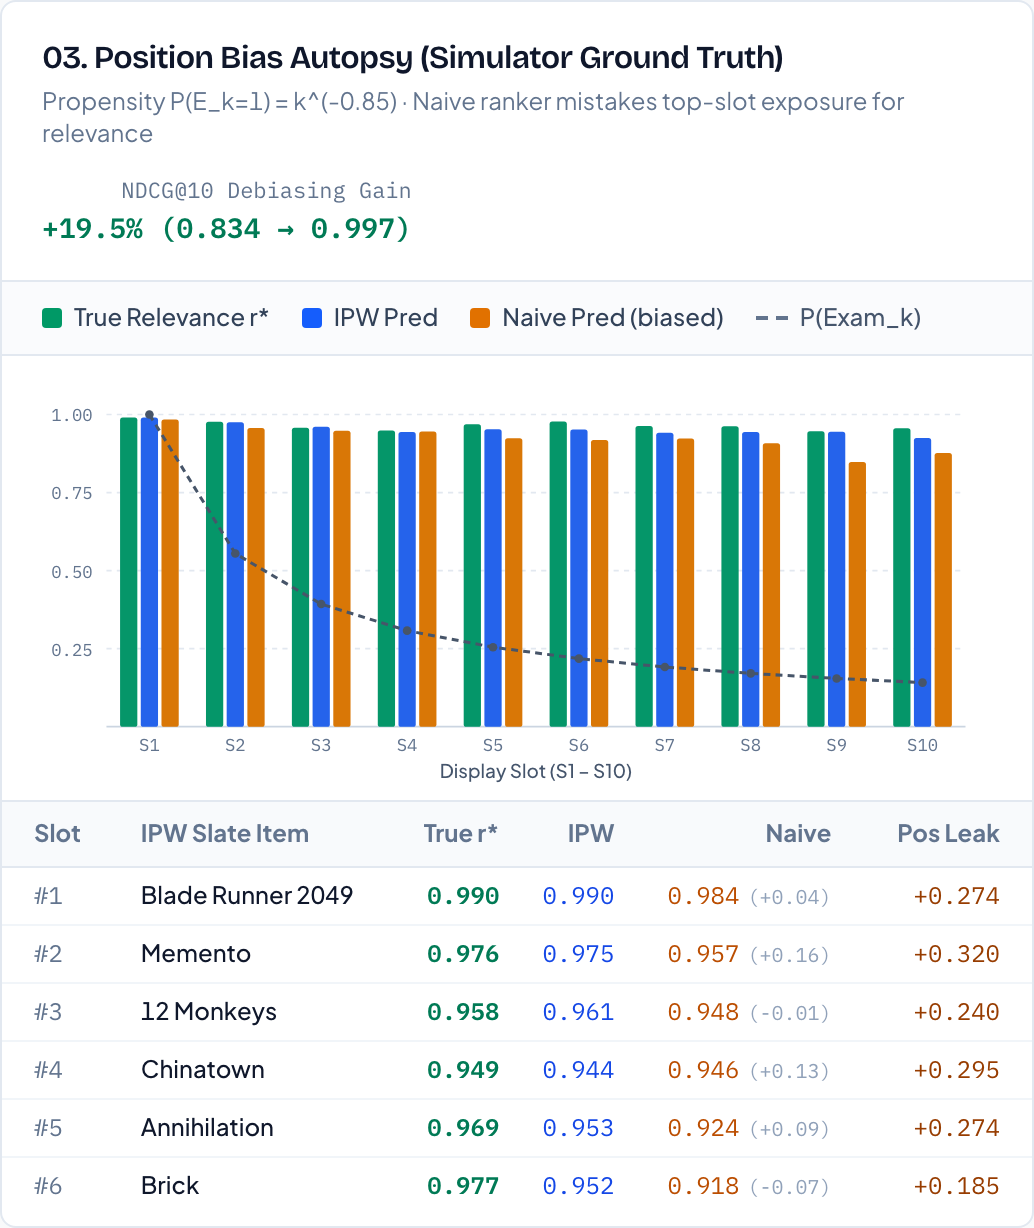 03. Position Bias Autopsy (Simulator Ground Truth)
Propensity P(E_k=1) = k^(-0.85) · Naive ranker mistakes top-slot exposure for
relevance
NDCG@10 Debiasing Gain
+19.5% (0.834 → 0.997)
True Relevance r* IPW Pred Naive Pred (biased) P(Exam_k)
1.00
0.75
0.50
0.25
S1 S2 S3 S4 S5 S6 S7 S8 S9 S10
Display Slot (S1 – S10)
Slot IPW Slate Item True r* IPW Naive Pos Leak
#1 Blade Runner 2049 0.990 0.990 0.984 (+0.04) +0.274
#2 Memento 0.976 0.975 0.957 (+0.16) +0.320
#3 12 Monkeys 0.958 0.961 0.948 (-0.01) +0.240
#4 Chinatown 0.949 0.944 0.946 (+0.13) +0.295
#5 Annihilation 0.969 0.953 0.924 (+0.09) +0.274
#6 Brick 0.977 0.952 0.918 (-0.07) +0.185